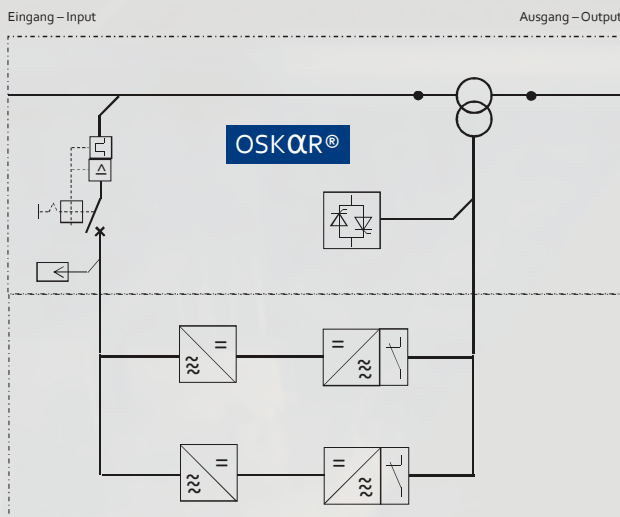 Eingang – Input
Ausgang – Output
OSKαR®